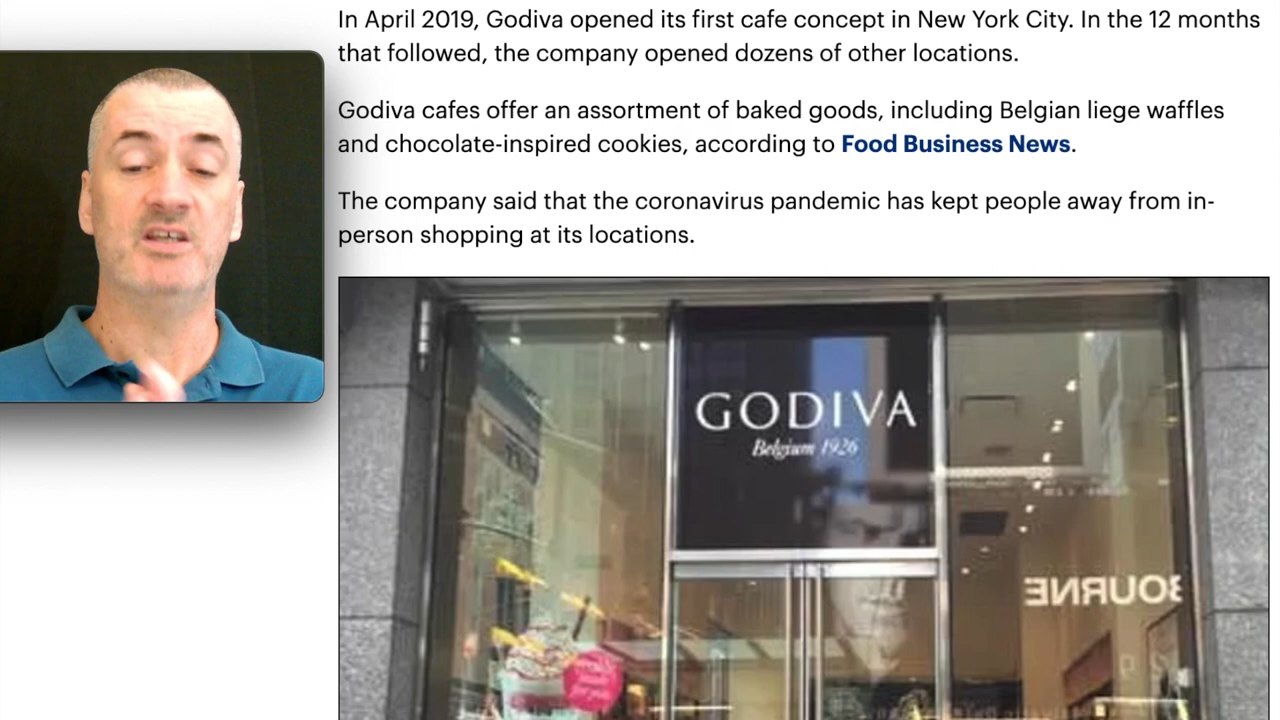 In April 2019, Godiva opened its first cafe concept in New York City. In the 12 months
that followed, the company opened dozens of other locations.
Godiva cafes offer an assortment of baked goods, including Belgian liege waffles
and chocolate-inspired cookies, according to Food Business News.
The company said that the coronavirus pandemic has kept people away from in-
person shopping at its locations.
GODIVA
Belgium 1926
BOURNE